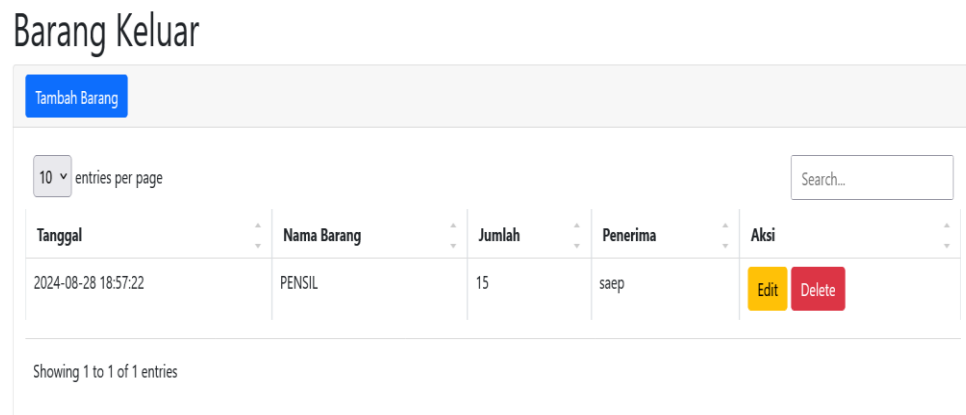 Barang Keluar
Tambah Barang
10 entries per page
Search...
Tanggal Nama Barang Jumlah Penerima Aksi
2024-08-28 18:57:22 PENSIL 15 saep Edit Delete
Showing 1 to 1 of 1 entries